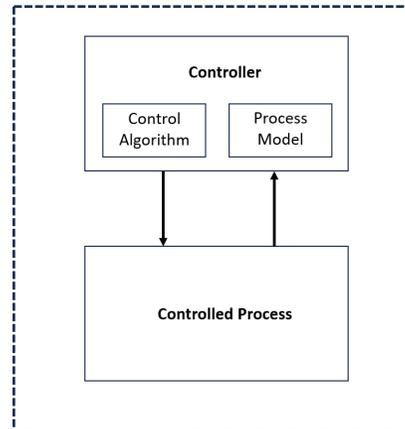 Controller
Control
Algorithm
Process
Model
Controlled Process